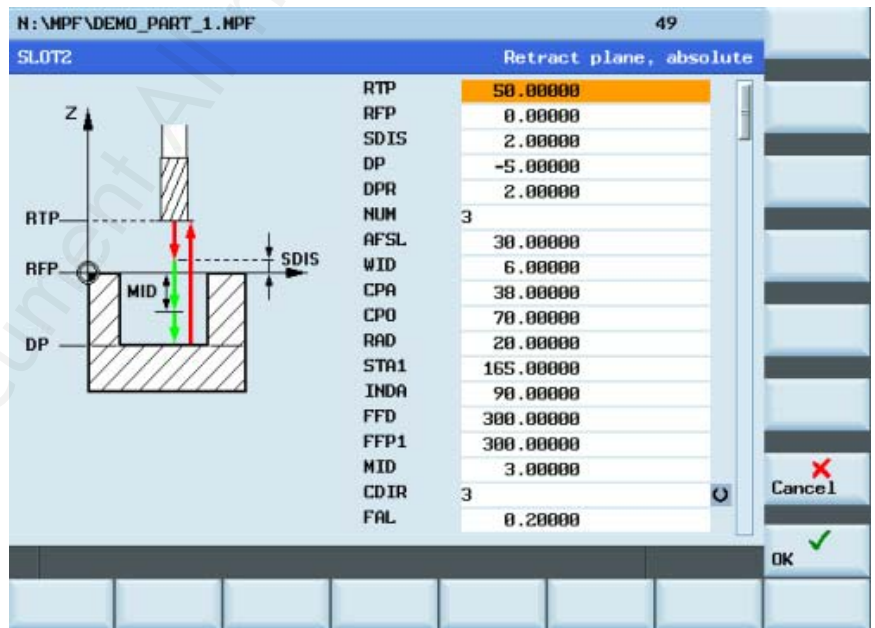 N:\MPF\DEMO_PART_1.MPF 49
SLOT2 Retract plane, absolute
Z
RTP
RFP
DP
MID
SDIS
RTP 50.00000
RFP 0.00000
SDIS 2.00000
DP -5.00000
DPR 2.00000
NUM 3
AFSL 30.00000
WID 6.00000
CPA 38.00000
CPO 70.00000
RAD 20.00000
STA1 165.00000
INDA 90.00000
FFD 300.00000
FFP1 300.00000
MID 3.00000
CDIR 3
FAL 0.20000
Cancel
OK